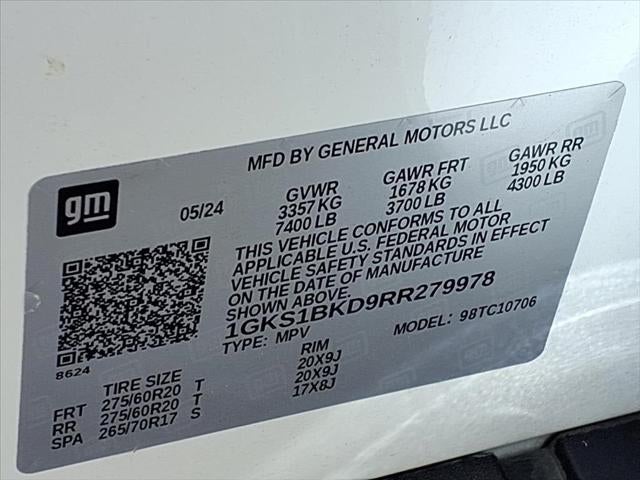 MFD BY GENERAL MOTORS LLC
gm
05/24
GVWR GAWR FRT GAWR RR
3357 KG 1678 KG 1950 KG
7400 LB 3700 LB 4300 LB
THIS VEHICLE CONFORMS TO ALL
APPLICABLE U.S. FEDERAL MOTOR
VEHICLE SAFETY STANDARDS IN EFFECT
ON THE DATE OF MANUFACTURE
SHOWN ABOVE.
1GKS1BKD9RR279978
TYPE: MPV MODEL: 98TC10706
8624
TIRE SIZE RIM
FRT 275/60R20 T 20X9J
RR 275/60R20 T 20X9J
SPA 265/70R17 S 17X8J